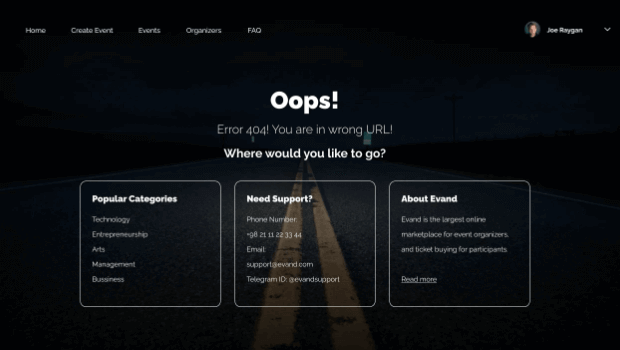 Home Create Event Events Organizers FAQ Joe Raygan
Oops!
Error 404! You are in wrong URL!
Where would you like to go?
Popular Categories
Technology
Entrepreneurship
Arts
Management
Bussiness
Need Support?
Phone Number:
+98 21 11 22 33 44
Email:
support@evand.com
Telegram ID: @evandsupport
About Evand
Evand is the largest online
marketplace for event organizers,
and ticket buying for participants.
Read more